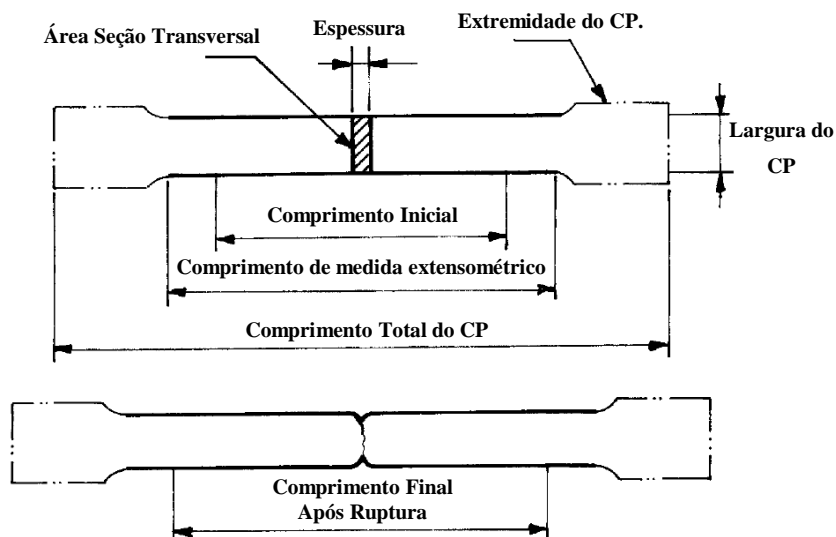 Área Seção Transversal
Espessura
Extremidade do CP.
Largura do
CP
Comprimento Inicial
Comprimento de medida extensométrico
Comprimento Total do CP
Comprimento Final
Após Ruptura